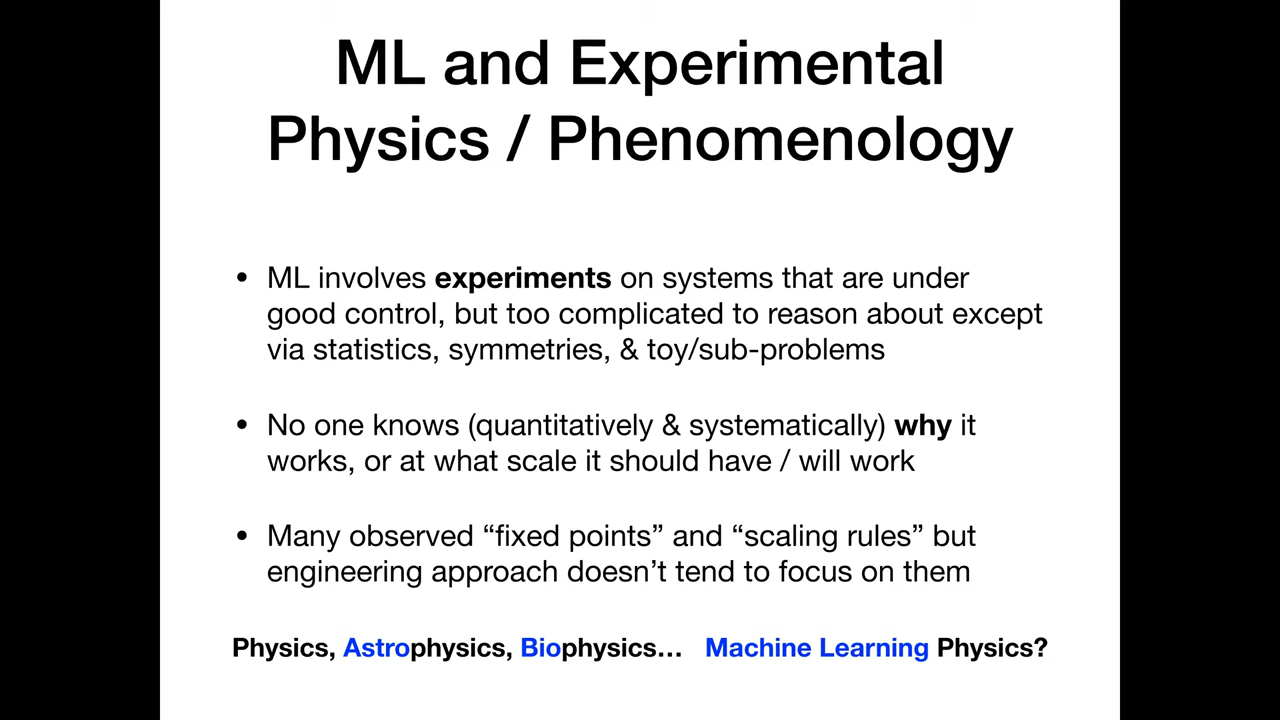 ML and Experimental
Physics / Phenomenology
• ML involves experiments on systems that are under
good control, but too complicated to reason about except
via statistics, symmetries, & toy/sub-problems
• No one knows (quantitatively & systematically) why it
works, or at what scale it should have / will work
• Many observed “fixed points” and “scaling rules” but
engineering approach doesn’t tend to focus on them
Physics, Astrophysics, Biophysics… Machine Learning Physics?